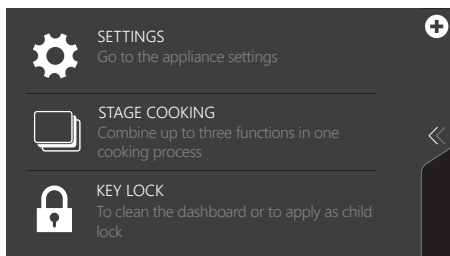 SETTINGS
Go to the appliance settings
STAGE COOKING
Combine up to three functions in one
cooking process
KEY LOCK
To clean the dashboard or to apply as child
lock